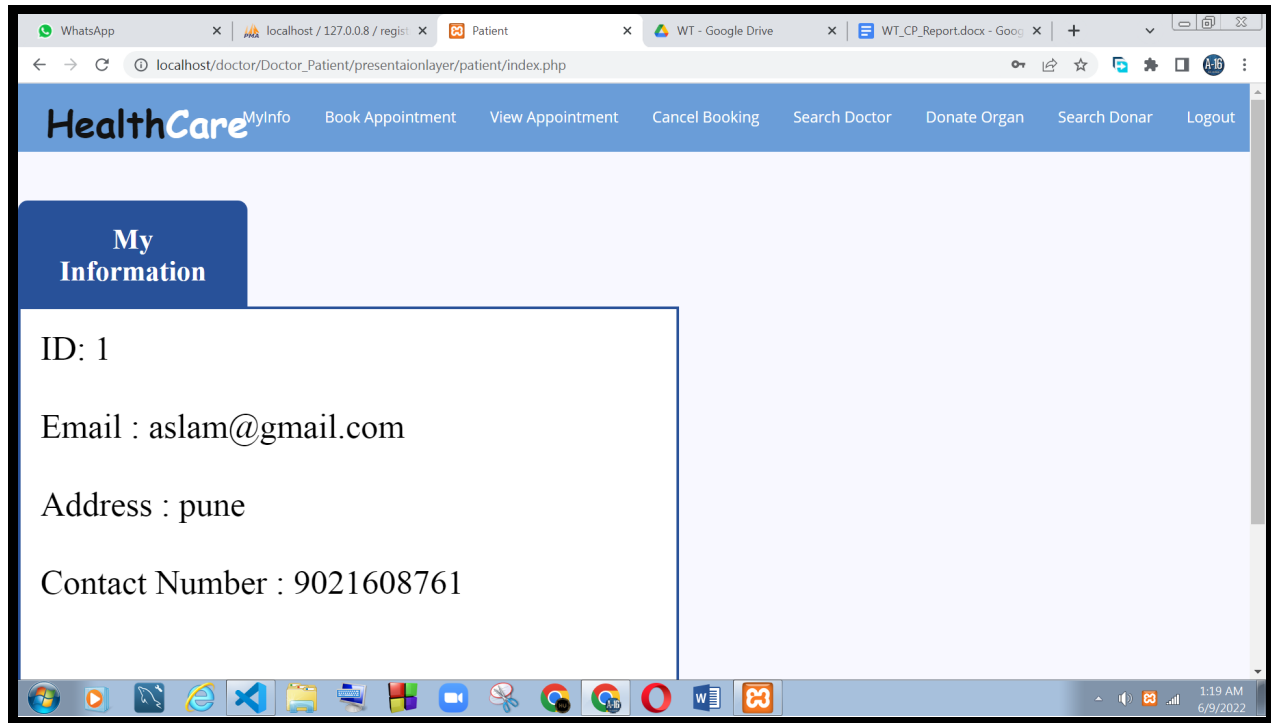 WhatsApp
localhost / 127.0.0.8 / regist
Patient
WT - Google Drive
WT_CP_Report.docx - Goog
localhost/doctor/Doctor_Patient/presentaionlayer/patient/index.php
A-16
HealthCare
MyInfo
Book Appointment
View Appointment
Cancel Booking
Search Doctor
Donate Organ
Search Donar
Logout
My
Information
ID: 1
Email : aslam@gmail.com
Address : pune
Contact Number : 9021608761
1:19 AM
6/9/2022